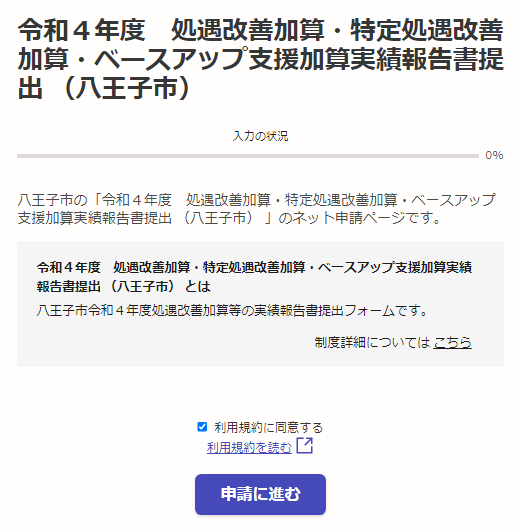 令和４年度　処遇改善加算・特定処遇改善
加算・ベースアップ支援加算実績報告書提
出 （八王子市）
入力の状況
0%
八王子市の「令和４年度　処遇改善加算・特定処遇改善加算・ベースアップ
支援加算実績報告書提出 （八王子市） 」のネット申請ページです。
令和４年度　処遇改善加算・特定処遇改善加算・ベースアップ支援加算実績
報告書提出 （八王子市） とは
八王子市令和４年度処遇改善加算等の実績報告書提出フォームです。
制度詳細については こちら
利用規約に同意する
利用規約を読む
申請に進む